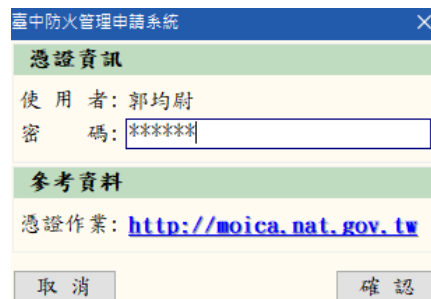 臺中防火管理申請系統
憑證資訊
使用者: 郭均尉
密碼: ******
參考資料
憑證作業: http://moica.nat.gov.tw
取消 確認